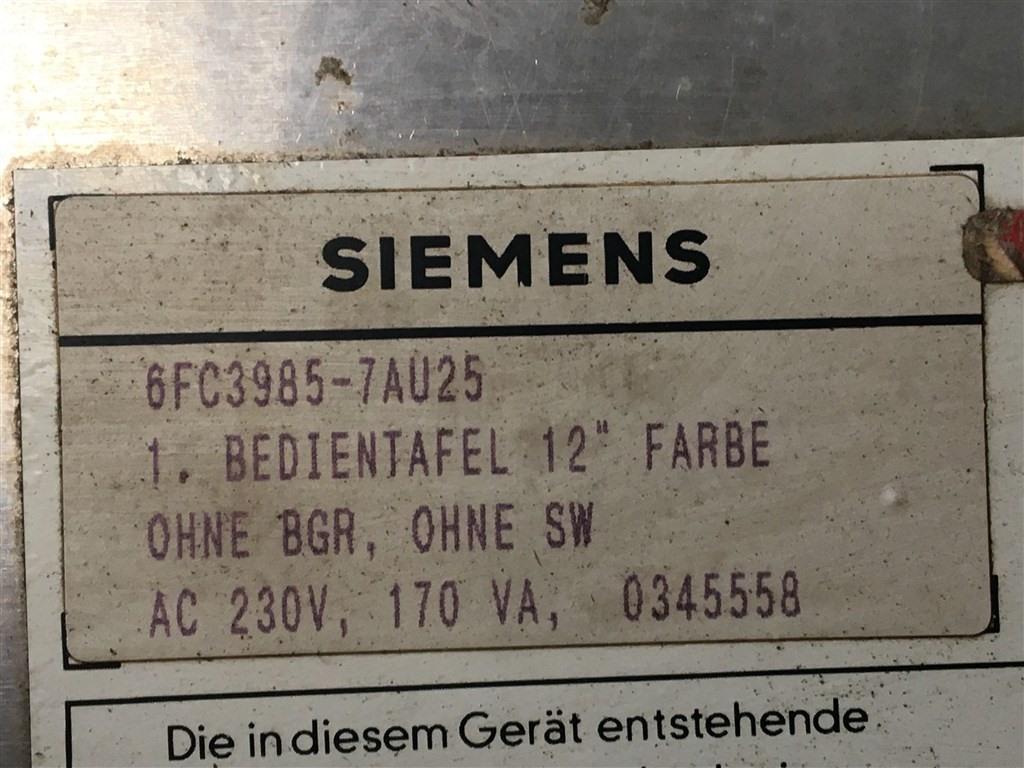 SIEMENS
6FC3985-7AU25
1. BEDIENTAFEL 12" FARBE
OHNE BGR, OHNE SW
AC 230V, 170 VA, 0345558
Die in diesem Gerät entstehende